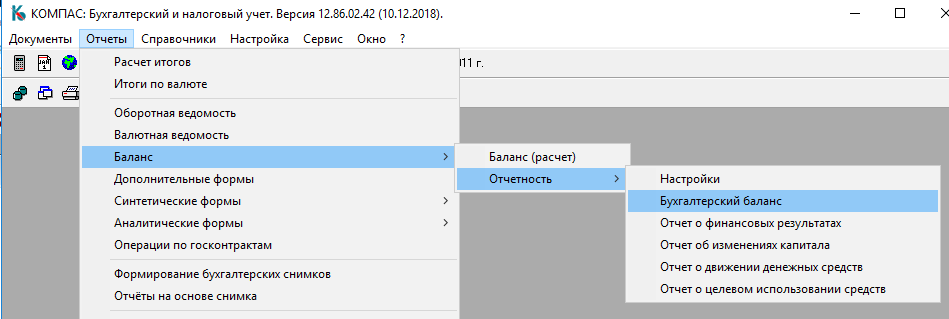 КОМПАС: Бухгалтерский и налоговый учет. Версия 12.86.02.42 (10.12.2018).
Документы Отчеты Справочники Настройка Сервис Окно ?
Расчет итогов
011 г.
Итоги по валюте
Оборотная ведомость
Валютная ведомость
Баланс
Баланс (расчет)
Дополнительные формы
Отчетность
Настройки
Синтетические формы
Бухгалтерский баланс
Аналитические формы
Отчет о финансовых результатах
Операции по госконтрактам
Отчет об изменениях капитала
Формирование бухгалтерских снимков
Отчет о движении денежных средств
Отчёты на основе снимка
Отчет о целевом использовании средств